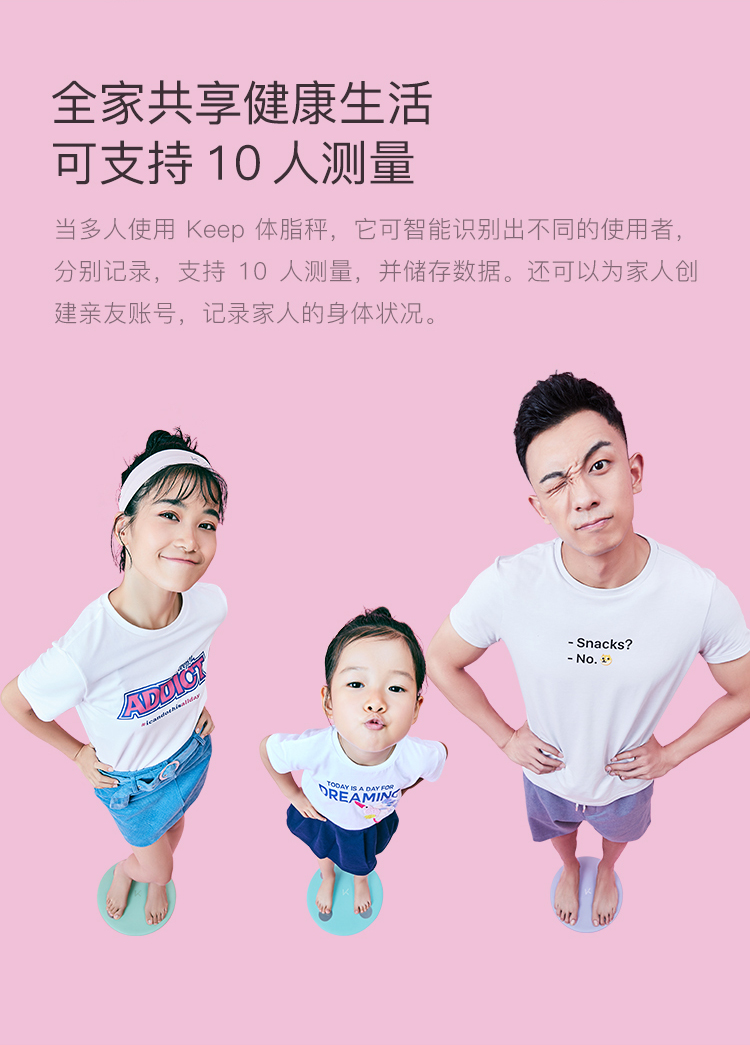 全家共享健康生活
可支持 10 人测量
当多人使用 Keep 体脂秤，它可智能识别出不同的使用者，
分别记录，支持 10 人测量，并储存数据。还可以为家人创
建亲友账号，记录家人的身体状况。
- Snacks?
- No.
ADDICT
#icandothisallday
TODAY IS A DAY FOR
DREAMING
K
K